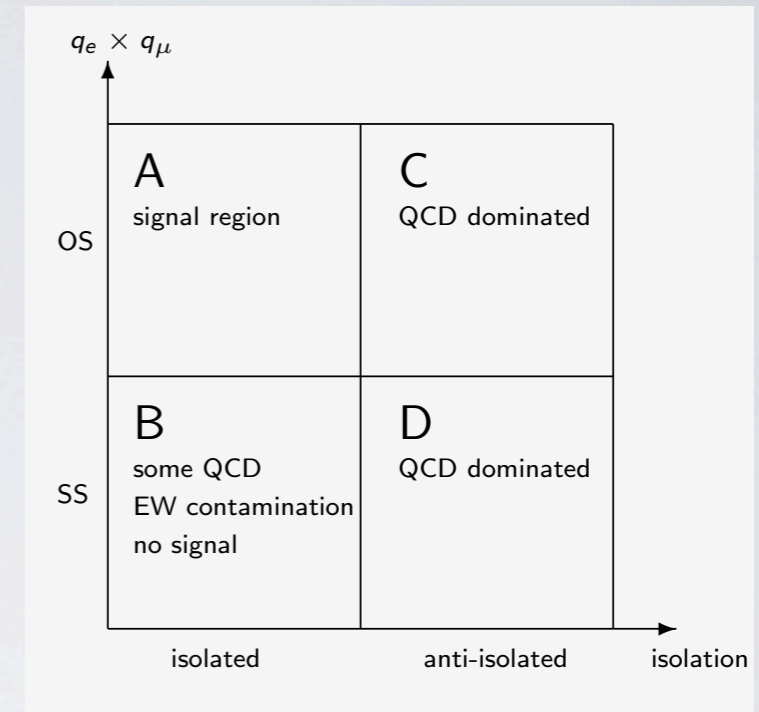 qₑ × q_μ
OS
A
signal region
C
QCD dominated
SS
B
some QCD
EW contamination
no signal
D
QCD dominated
isolated
anti-isolated
isolation